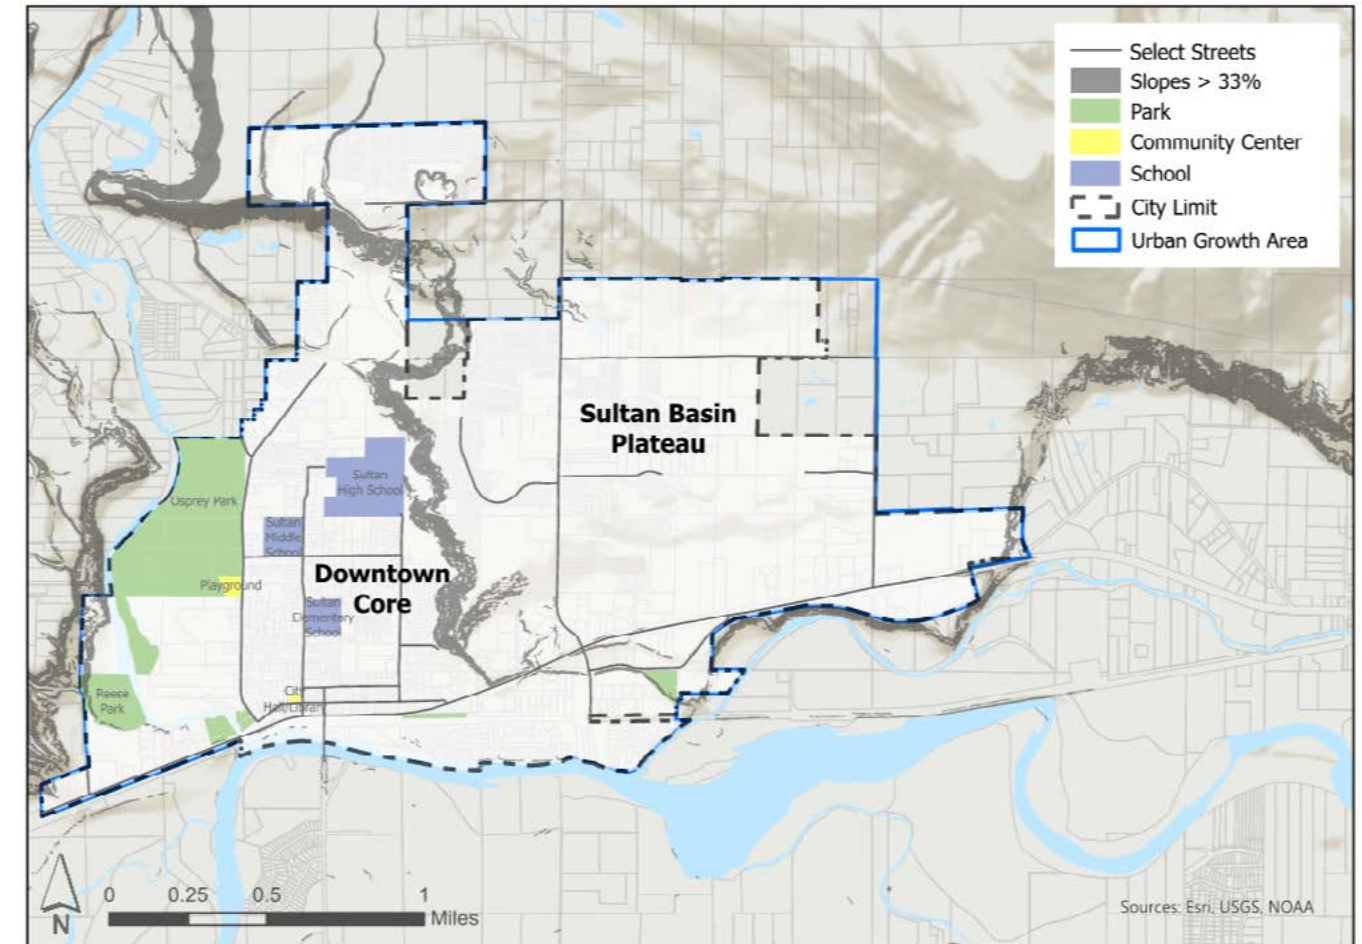 Select Streets
Slopes > 33%
Park
Community Center
School
City Limit
Urban Growth Area
Sultan Basin
Plateau
Sultan
High School
Osprey Park
Sultan
Middle
School
Playground
Downtown
Core
Sultan
Elementary
School
Reese
Park
City
Hall/Library
0 0.25 0.5 1
Miles
N
Sources: Esri, USGS, NOAA